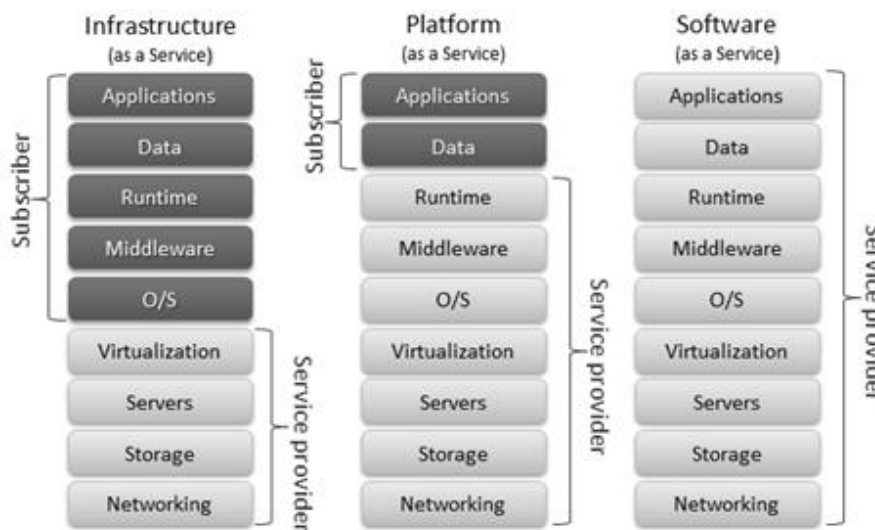 Infrastructure
(as a Service)
Subscriber
Applications
Data
Runtime
Middleware
O/S
Virtualization
Servers
Storage
Networking
Service provider
Platform
(as a Service)
Subscriber
Applications
Data
Runtime
Middleware
O/S
Virtualization
Servers
Storage
Networking
Service provider
Software
(as a Service)
Applications
Data
Runtime
Middleware
O/S
Virtualization
Servers
Storage
Networking
Service provider